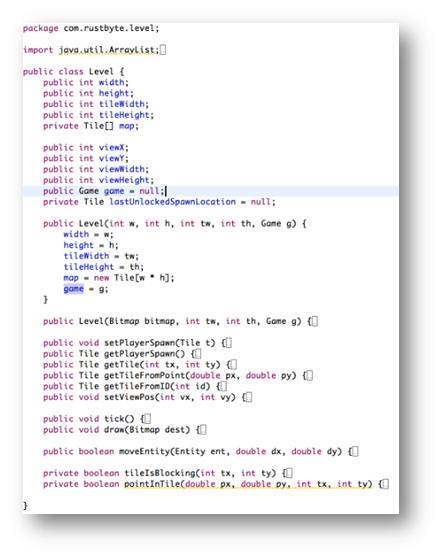 package com.rustbyte.level;
import java.util.ArrayList;
public class Level {
public int width;
public int height;
public int tileWidth;
public int tileHeight;
private Tile[] map;
public int viewX;
public int viewY;
public int viewWidth;
public int viewHeight;
public Game game = null;
private Tile lastUnlockedSpawnLocation = null;
public Level(int w, int h, int tw, int th, Game g) {
width = w;
height = h;
tileWidth = tw;
tileHeight = th;
map = new Tile[w * h];
game = g;
}
public Level(Bitmap bitmap, int tw, int th, Game g) {
public void setPlayerSpawn(Tile t) {
public Tile getPlayerSpawn() {
public Tile getTile(int tx, int ty) {
public Tile getTileFromPoint(double px, double py) {
public Tile getTileFromID(int id) {
public void setViewPos(int vx, int vy) {
public void tick() {
public void draw(Bitmap dest) {
public boolean moveEntity(Entity ent, double dx, double dy) {
private boolean tileIsBlocking(int tx, int ty) {
private boolean pointInTile(double px, double py, int tx, int ty) {
}